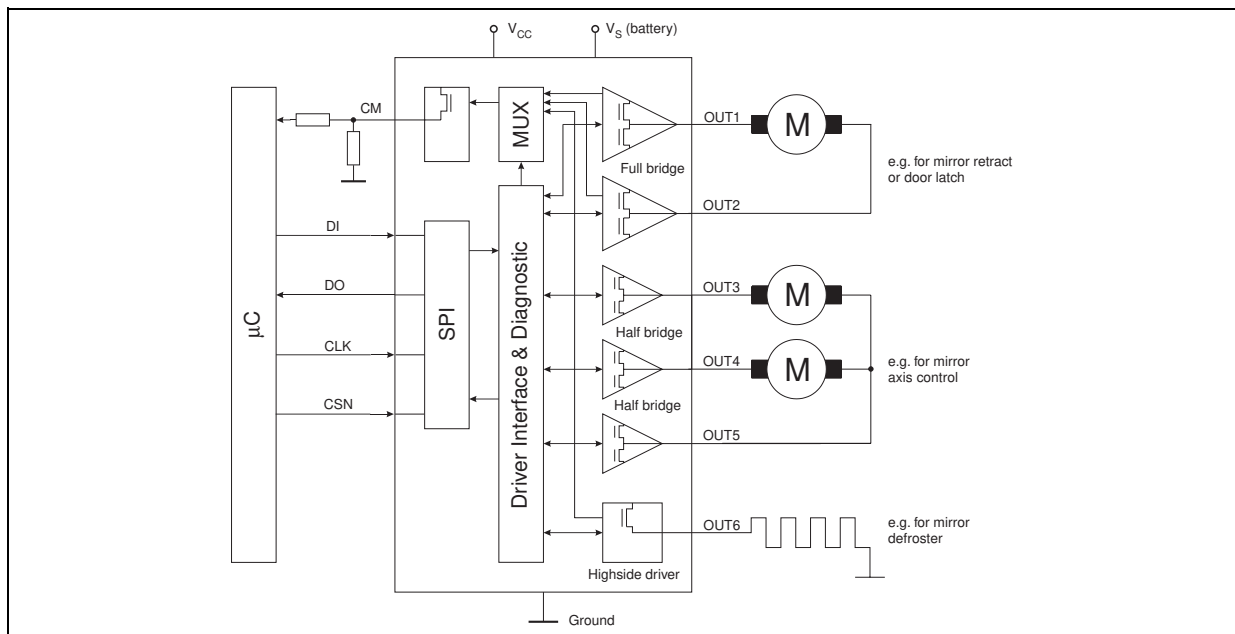 VCC
VS (battery)
CM
MUX
OUT1
M
Full bridge
e.g. for mirror retract
or door latch
OUT2
DI
DO
CLK
CSN
µC
SPI
Driver Interface & Diagnostic
OUT3
M
Half bridge
OUT4
M
e.g. for mirror
axis control
Half bridge
OUT5
OUT6
e.g. for mirror
defroster
Highside driver
Ground